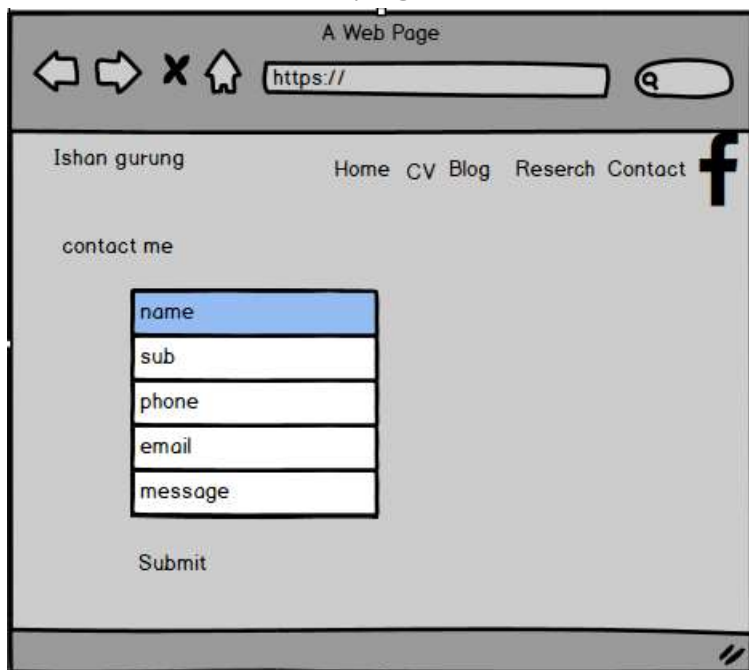 A Web Page
https://
Ishan gurung
Home CV Blog Reserch Contact f
contact me
name
sub
phone
email
message
Submit